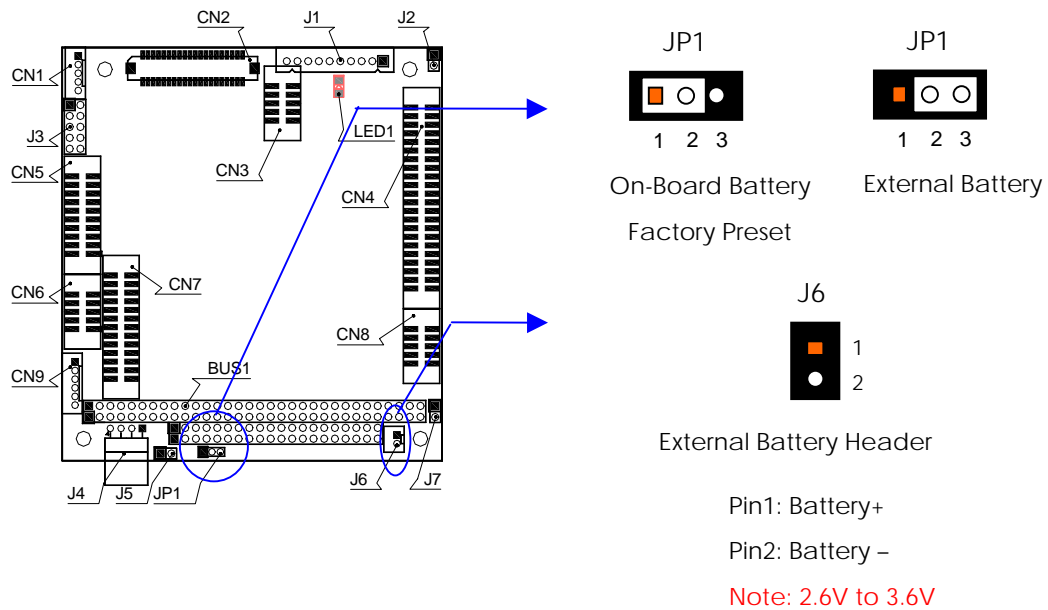 CN2
J1
J2
CN1
J3
LED1
CN5
CN3
CN4
CN6
CN7
CN8
CN9
BUS1
J4
J5
JP1
J6
J7
JP1
1 2 3
On-Board Battery
Factory Preset
JP1
1 2 3
External Battery
J6
1
2
External Battery Header
Pin1: Battery+
Pin2: Battery –
Note: 2.6V to 3.6V